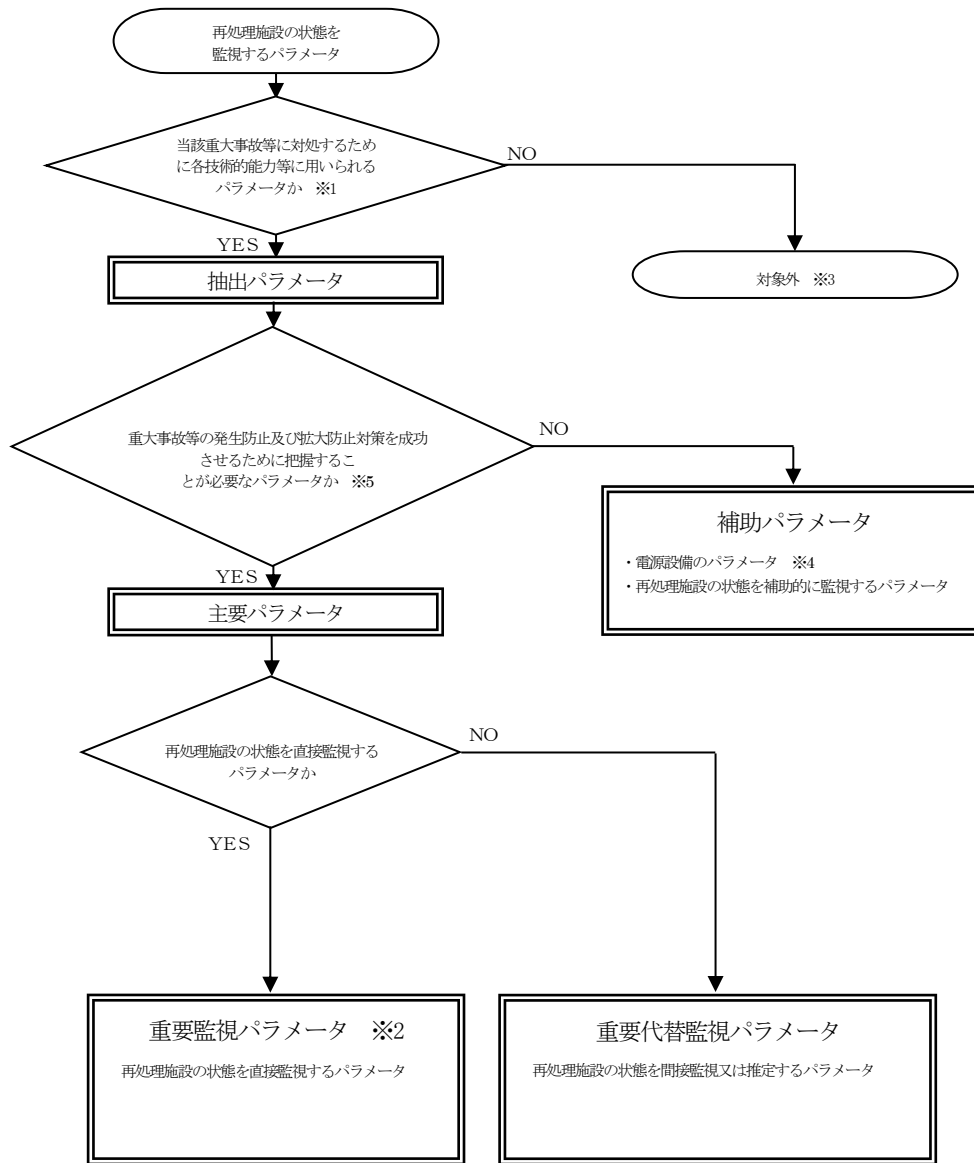 再処理施設の状態を
監視するパラメータ
当該重大事故等に対処するため
に各技術的能力等に用いられる
パラメータか　※1
NO
YES
抽出パラメータ
対象外　※3
重大事故等の発生防止及び拡大防止対策を成功
させるために把握するこ
とが必要なパラメータか　※5
NO
YES
補助パラメータ
・電源設備のパラメータ　※4
・再処理施設の状態を補助的に監視するパラメータ
主要パラメータ
再処理施設の状態を直接監視する
パラメータか
NO
YES
重要監視パラメータ　※2
再処理施設の状態を直接監視するパラメータ
重要代替監視パラメータ
再処理施設の状態を間接監視又は推定するパラメータ